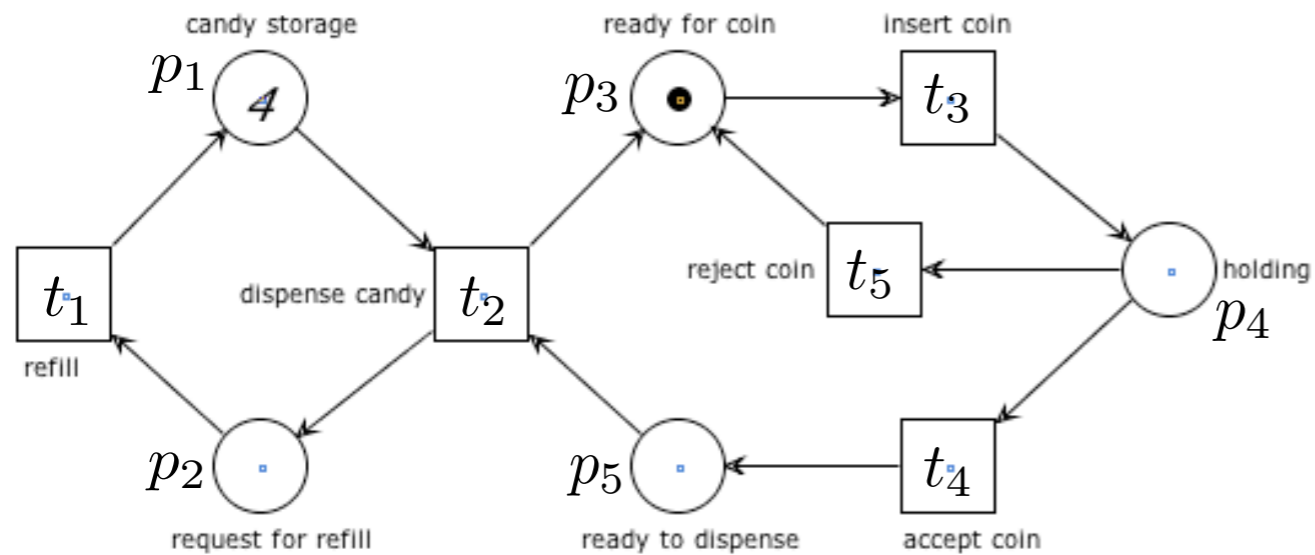 candy storage
ready for coin
insert coin
p1
4
p3
t3
t1
dispense candy
t2
reject coin
t5
holding
p4
refill
p2
p5
t4
request for refill
ready to dispense
accept coin